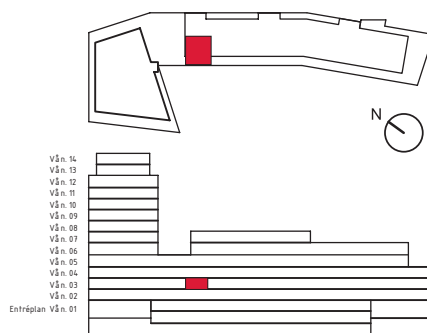 N
Vån. 14
Vån. 13
Vån. 12
Vån. 11
Vån. 10
Vån. 09
Vån. 08
Vån. 07
Vån. 06
Vån. 05
Vån. 04
Vån. 03
Vån. 02
Entréplan Vån. 01